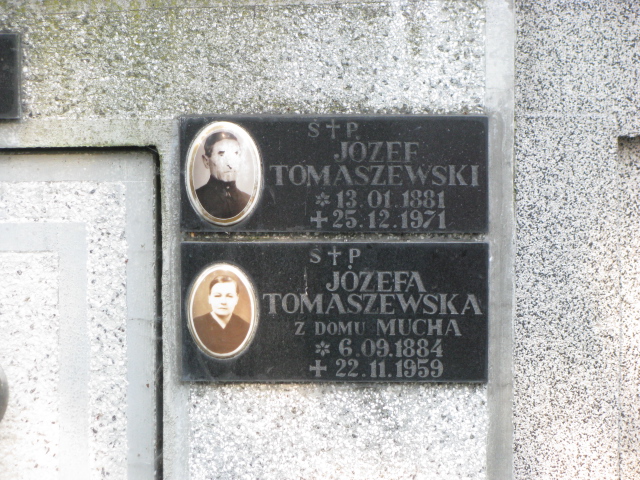 Ś✝P.
JÓZEF
TOMASZEWSKI
✲ 13.01.1881
✢ 25.12.1971
Ś✝P.
JÓZEFA
TOMASZEWSKA
Z DOMU MUCHA
✲ 6.09.1884
✢ 22.11.1959